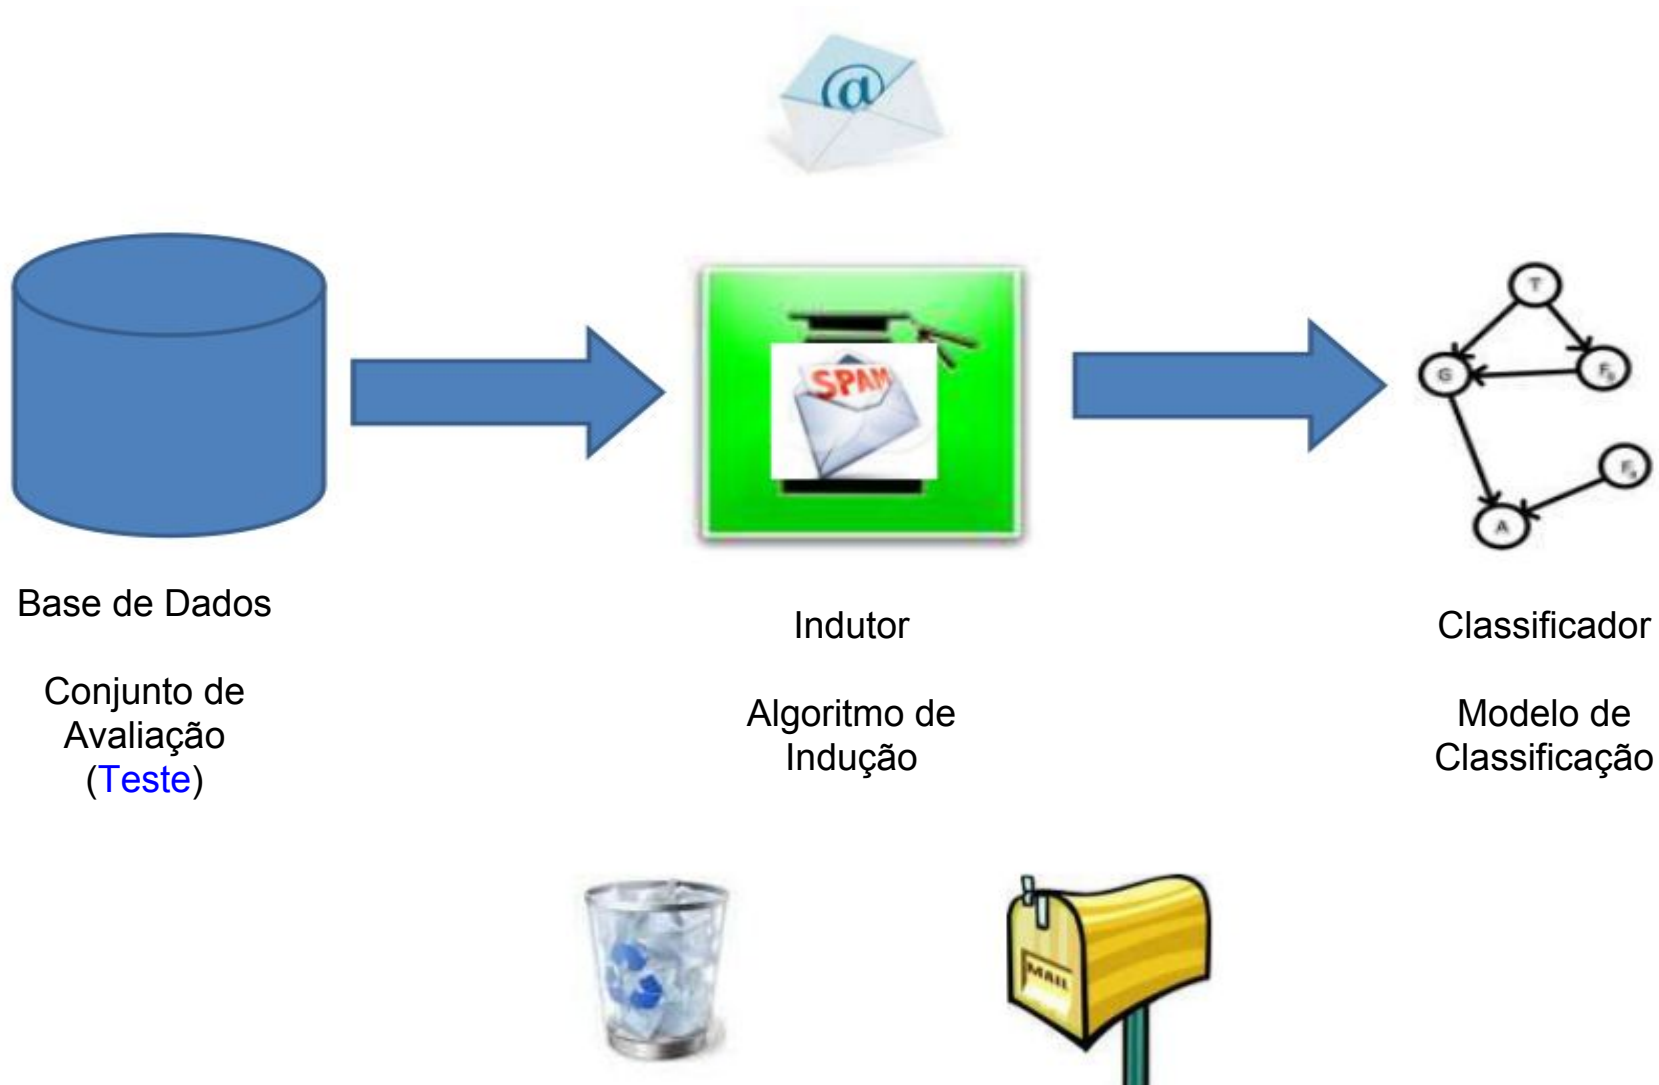 @
SPAM
T
G
F
A
Base de Dados
Conjunto de
Avaliação
(Teste)
Indutor
Algoritmo de
Indução
Classificador
Modelo de
Classificação
MAIL